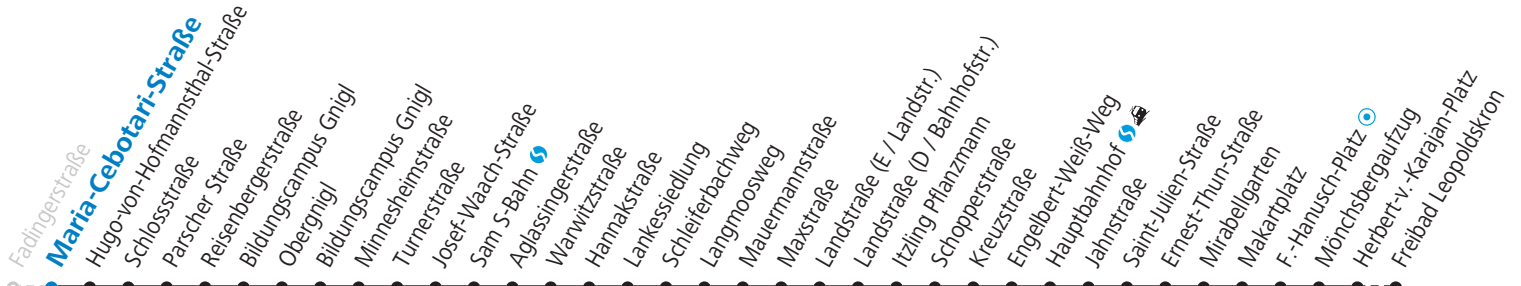 Fadingerstraße
Maria-Cebotari-Straße
Hugo-von-Hofmannsthal-Straße
Schlossstraße
Parscher Straße
Reisenbergerstraße
Bildungscampus Gnigl
Obergnigl
Bildungscampus Gnigl
Minnesheimstraße
Turnerstraße
Josef-Waach-Straße
Sam S-Bahn
Aglassingerstraße
Warwitzstraße
Hannakstraße
Lankessiedlung
Schleiferbachweg
Langmoosweg
Mauermannstraße
Maxstraße
Landstraße (E / Landstr.)
Landstraße (D / Bahnhofstr.)
Itzling Pflanzmann
Schopperstraße
Kreuzstraße
Engelbert-Weiß-Weg
Hauptbahnhof
Jahnstraße
Saint-Julien-Straße
Ernest-Thun-Straße
Mirabellgarten
Makartplatz
F.-Hanusch-Platz
Mönchsbergaufzug
Herbert-v.-Karajan-Platz
Freibad Leopoldskron